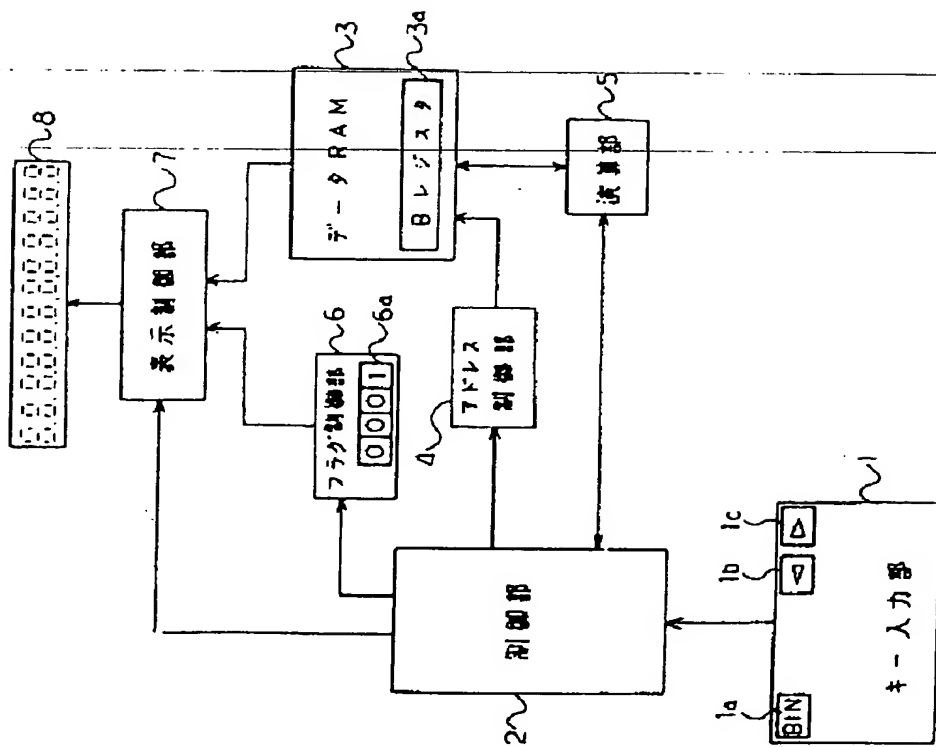 8
7
表示制御部
3
データRAM
3a
Bレジスタ
6
フラグ制御部
6a
0001
4
アドレス
制御部
5
演算部
2
制御部
1
1a
BIN
1b
◁
1c
▷
キー入力部